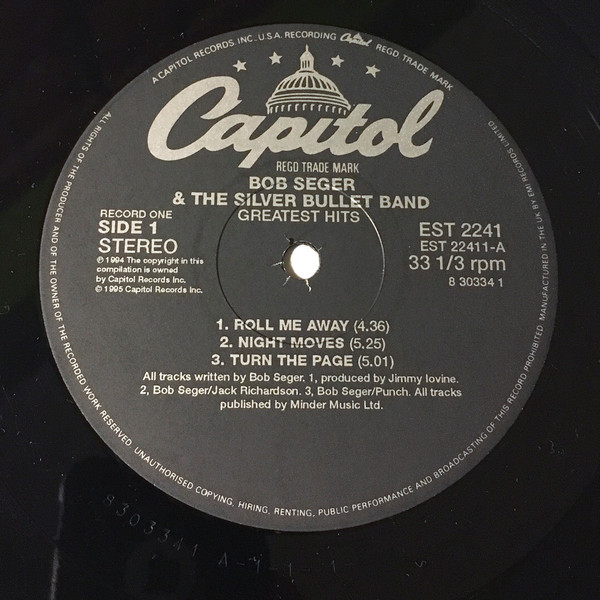 A CAPITOL RECORDS, INC., U.S.A. RECORDING Capitol REGD. TRADE MARK
Capitol
REGD TRADE MARK
BOB SEGER
& THE SILVER BULLET BAND
GREATEST HITS
RECORD ONE
SIDE 1
STEREO
℗ 1994 The copyright in this
compilation is owned
by Capitol Records Inc.
© 1995 Capitol Records Inc.
EST 2241
EST 22411-A
33 1/3 rpm
8 30334 1
1. ROLL ME AWAY (4.36)
2. NIGHT MOVES (5.25)
3. TURN THE PAGE (5.01)
All tracks written by Bob Seger. 1, produced by Jimmy Iovine.
2, Bob Seger/Jack Richardson. 3, Bob Seger/Punch. All tracks
published by Minder Music Ltd.
ALL RIGHTS OF THE PRODUCER AND OF THE OWNER OF THE RECORDED WORK RESERVED. UNAUTHORISED COPYING, HIRING, RENTING, PUBLIC PERFORMANCE AND BROADCASTING OF THIS RECORD PROHIBITED. MANUFACTURED IN THE UK BY EMI RECORDS LIMITED
8303341 A-1-1-1-